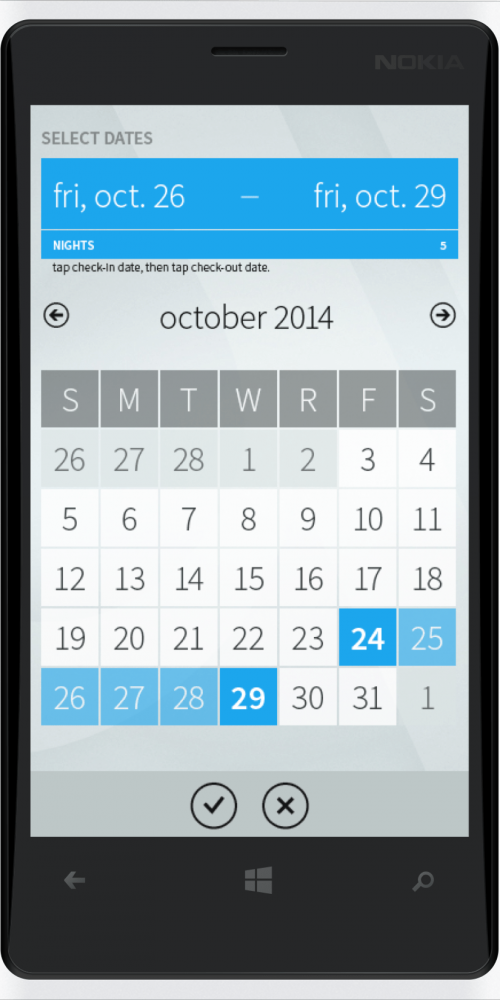 NOKIA
SELECT DATES
fri, oct. 26 – fri, oct. 29
NIGHTS 5
tap check-in date, then tap check-out date.
october 2014
S M T W R F S
26 27 28 1 2 3 4
5 6 7 8 9 10 11
12 13 14 15 16 17 18
19 20 21 22 23 24 25
26 27 28 29 30 31 1